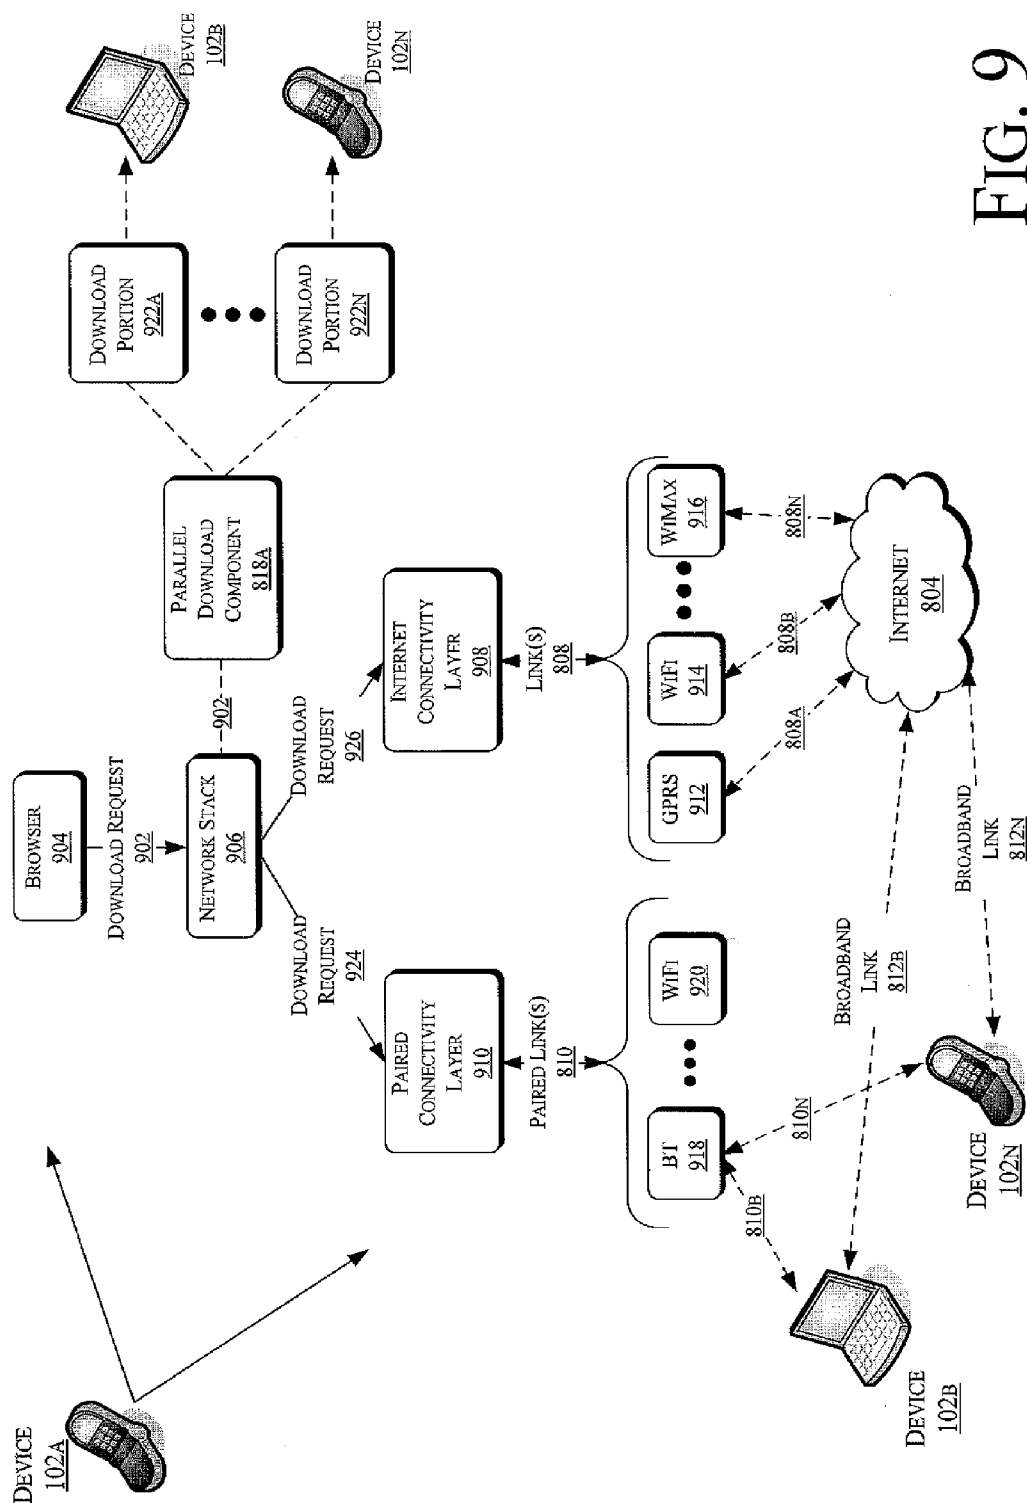 DEVICE
102A
BROWSER
904
DOWNLOAD REQUEST
902
NETWORK STACK
906
902
PARALLEL
DOWNLOAD
COMPONENT
818A
DOWNLOAD
PORTION
922A
DOWNLOAD
PORTION
922N
DEVICE
102B
DEVICE
102N
DOWNLOAD
REQUEST
924
DOWNLOAD
REQUEST
926
PAIRED
CONNECTIVITY
LAYER
910
INTERNET
CONNECTIVITY
LAYER
908
PAIRED LINK(S)
810
LINK(S)
808
BT
918
WIFI
920
GPRS
912
WIFI
914
WIMAX
916
810B
810N
808A
808B
808N
INTERNET
804
BROADBAND
LINK
812B
BROADBAND
LINK
812N
DEVICE
102B
DEVICE
102N
FIG. 9